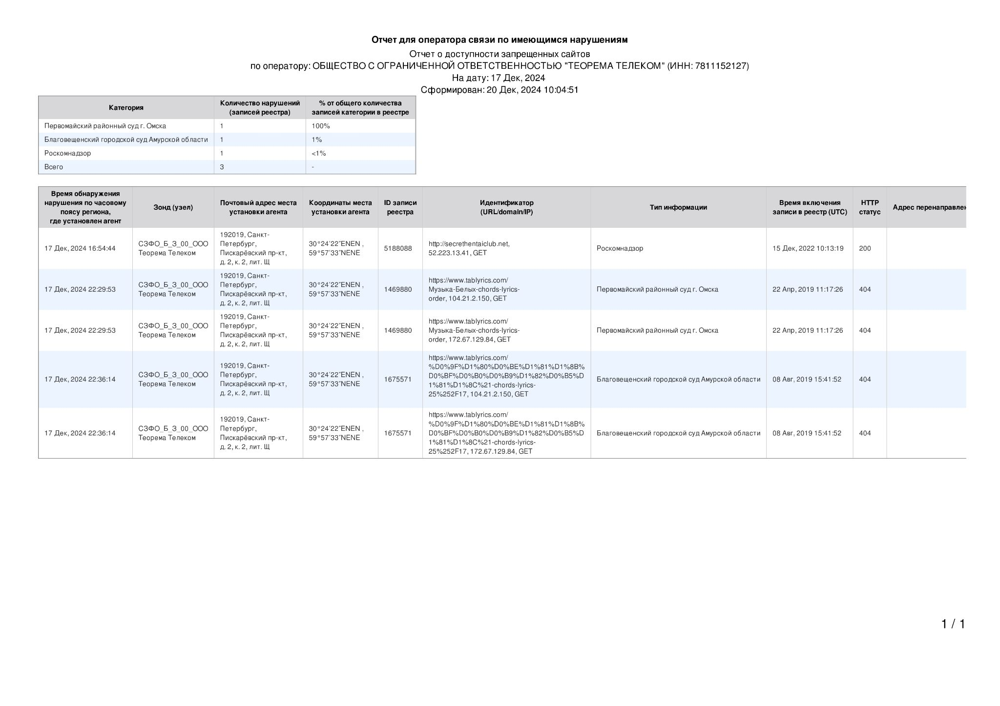 Отчет для оператора связи по имеющимся нарушениям
Отчет о доступности запрещенных сайтов
по оператору: ОБЩЕСТВО С ОГРАНИЧЕННОЙ ОТВЕТСТВЕННОСТЬЮ "ТЕОРЕМА ТЕЛЕКОМ" (ИНН: 7811152127)
На дату: 17 Дек, 2024
Сформирован: 20 Дек, 2024 10:04:51
Категория
Количество нарушений
(записей реестра)
% от общего количества
записей категории в реестре
Первомайский районный суд г. Омска
1
100%
Благовещенский городской суд Амурской области
1
1%
Роскомнадзор
1
<1%
Всего
3
-
Время обнаружения
нарушения по часовому
поясу региона,
где установлен агент
Зонд (узел)
Почтовый адрес места
установки агента
Координаты места
установки агента
ID записи
реестра
Идентификатор
(URL/domain/IP)
Тип информации
Время включения
записи в реестр (UTC)
HTTP
статус
Адрес перенаправлен
17 Дек, 2024 16:54:44
СЗФО_Б_З_00_ООО
Теорема Телеком
192019, Санкт-
Петербург,
Пискарёвский пр-кт,
д. 2, к. 2, лит. Щ
30°24′22″ENEN ,
59°57′33″NENE
5188088
http://secrethentaiclub.net,
52.223.13.41, GET
Роскомнадзор
15 Дек, 2022 10:13:19
200
17 Дек, 2024 22:29:53
СЗФО_Б_З_00_ООО
Теорема Телеком
192019, Санкт-
Петербург,
Пискарёвский пр-кт,
д. 2, к. 2, лит. Щ
30°24′22″ENEN ,
59°57′33″NENE
1469880
https://www.tablyrics.com/
Музыка-Белых-chords-lyrics-
order, 104.21.2.150, GET
Первомайский районный суд г. Омска
22 Апр, 2019 11:17:26
404
17 Дек, 2024 22:29:53
СЗФО_Б_З_00_ООО
Теорема Телеком
192019, Санкт-
Петербург,
Пискарёвский пр-кт,
д. 2, к. 2, лит. Щ
30°24′22″ENEN ,
59°57′33″NENE
1469880
https://www.tablyrics.com/
Музыка-Белых-chords-lyrics-
order, 172.67.129.84, GET
Первомайский районный суд г. Омска
22 Апр, 2019 11:17:26
404
17 Дек, 2024 22:36:14
СЗФО_Б_З_00_ООО
Теорема Телеком
192019, Санкт-
Петербург,
Пискарёвский пр-кт,
д. 2, к. 2, лит. Щ
30°24′22″ENEN ,
59°57′33″NENE
1675571
https://www.tablyrics.com/
%D0%9F%D1%80%D0%BE%D1%81%D1%8B%
D0%BF%D0%B0%D0%B9%D1%82%D0%B5%D
1%81%D1%8C%21-chords-lyrics-
25%252F17, 104.21.2.150, GET
Благовещенский городской суд Амурской области
08 Авг, 2019 15:41:52
404
17 Дек, 2024 22:36:14
СЗФО_Б_З_00_ООО
Теорема Телеком
192019, Санкт-
Петербург,
Пискарёвский пр-кт,
д. 2, к. 2, лит. Щ
30°24′22″ENEN ,
59°57′33″NENE
1675571
https://www.tablyrics.com/
%D0%9F%D1%80%D0%BE%D1%81%D1%8B%
D0%BF%D0%B0%D0%B9%D1%82%D0%B5%D
1%81%D1%8C%21-chords-lyrics-
25%252F17, 172.67.129.84, GET
Благовещенский городской суд Амурской области
08 Авг, 2019 15:41:52
404
1 / 1